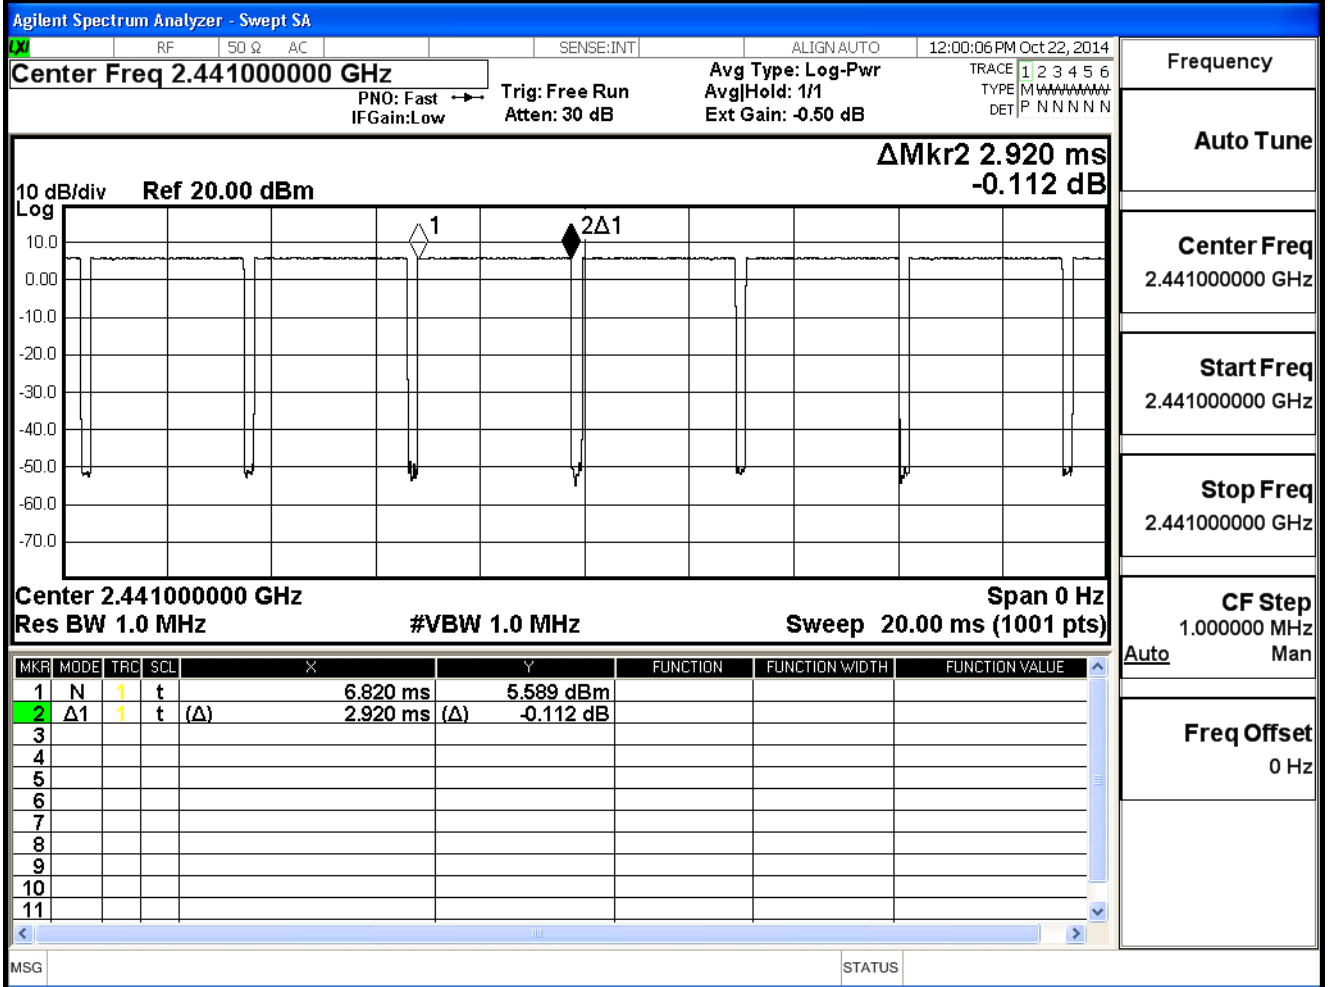 Agilent Spectrum Analyzer - Swept SA
LXI RF 50 Ω AC SENSE:INT ALIGN AUTO 12:00:06 PM Oct 22, 2014
Center Freq 2.441000000 GHz
PNO: Fast
IFGain:Low
Trig: Free Run
Atten: 30 dB
Avg Type: Log-Pwr
Avg|Hold: 1/1
Ext Gain: -0.50 dB
TRACE 1 2 3 4 5 6
TYPE M WWWWW
DET P N N N N N
ΔMkr2 2.920 ms
-0.112 dB
10 dB/div Ref 20.00 dBm
Log
1
2Δ1
10.0
0.00
-10.0
-20.0
-30.0
-40.0
-50.0
-60.0
-70.0
Center 2.441000000 GHz Span 0 Hz
Res BW 1.0 MHz #VBW 1.0 MHz Sweep 20.00 ms (1001 pts)
MKR MODE TRC SCL X Y FUNCTION FUNCTION WIDTH FUNCTION VALUE
1 N 1 t 6.820 ms 5.589 dBm
2 Δ1 1 t (Δ) 2.920 ms (Δ) -0.112 dB
3
4
5
6
7
8
9
10
11
MSG STATUS
Frequency
Auto Tune
Center Freq
2.441000000 GHz
Start Freq
2.441000000 GHz
Stop Freq
2.441000000 GHz
CF Step
1.000000 MHz
Auto Man
Freq Offset
0 Hz